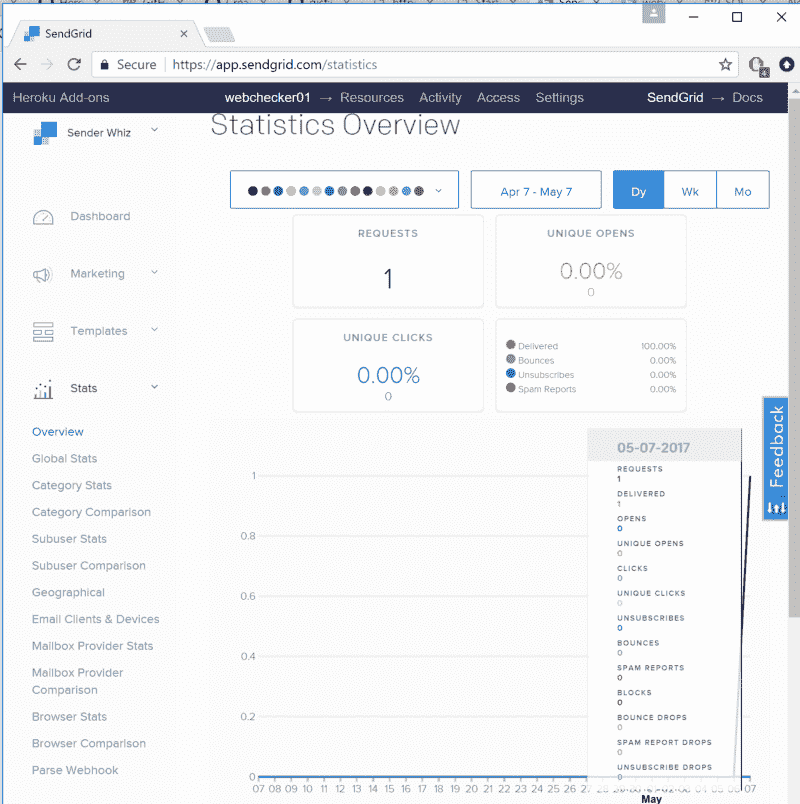 SendGrid
Secure https://app.sendgrid.com/statistics
Heroku Add-ons webchecker01 → Resources Activity Access Settings SendGrid → Docs
Sender Whiz
Statistics Overview
Apr 7 - May 7 Dy Wk Mo
Dashboard
Marketing
Templates
Stats
Overview
Global Stats
Category Stats
Category Comparison
Subuser Stats
Subuser Comparison
Geographical
Email Clients & Devices
Mailbox Provider Stats
Mailbox Provider
Comparison
Browser Stats
Browser Comparison
Parse Webhook
REQUESTS
1
UNIQUE OPENS
0.00%
0
UNIQUE CLICKS
0.00%
0
Delivered 100.00%
Bounces 0.00%
Unsubscribes 0.00%
Spam Reports 0.00%
Feedback
1
0.8
0.6
0.4
0.2
0
07 08 09 10 11 12 13 14 15 16 17 18 19 20 21 22 23 24 25 26 07
May
05-07-2017
REQUESTS
1
DELIVERED
1
OPENS
0
UNIQUE OPENS
0
CLICKS
0
UNIQUE CLICKS
0
UNSUBSCRIBES
0
BOUNCES
0
SPAM REPORTS
0
BLOCKS
0
BOUNCE DROPS
0
SPAM REPORT DROPS
0
UNSUBSCRIBE DROPS
0